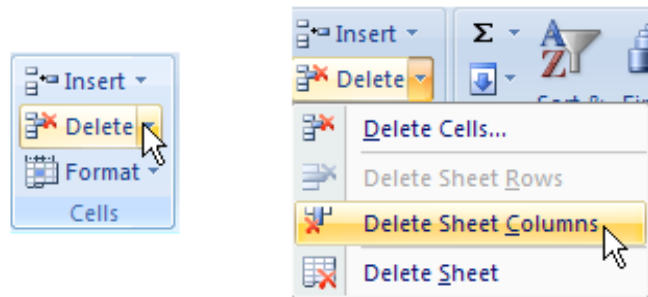 Insert
Delete
Format
Cells
Insert Σ A
Z
Delete
Delete Cells...
Delete Sheet Rows
Delete Sheet Columns
Delete Sheet